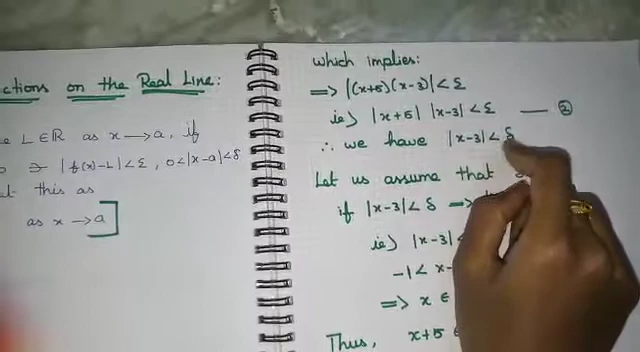 ctions on the Real Line:
L ∈ ℝ as x → a, if
∋ |f(x)-L| < ε, 0<|x-a|<δ
this as
as x → a]
which implies:
⇒ |(x+5)(x-3)| < ε
ie) |x+5| |x-3| < ε — ②
∴ we have |x-3| < δ
Let us assume that
if |x-3| < δ ⇒
ie) |x-3| <
-1 < x-
⇒ x ∈
Thus, x+5 ∈